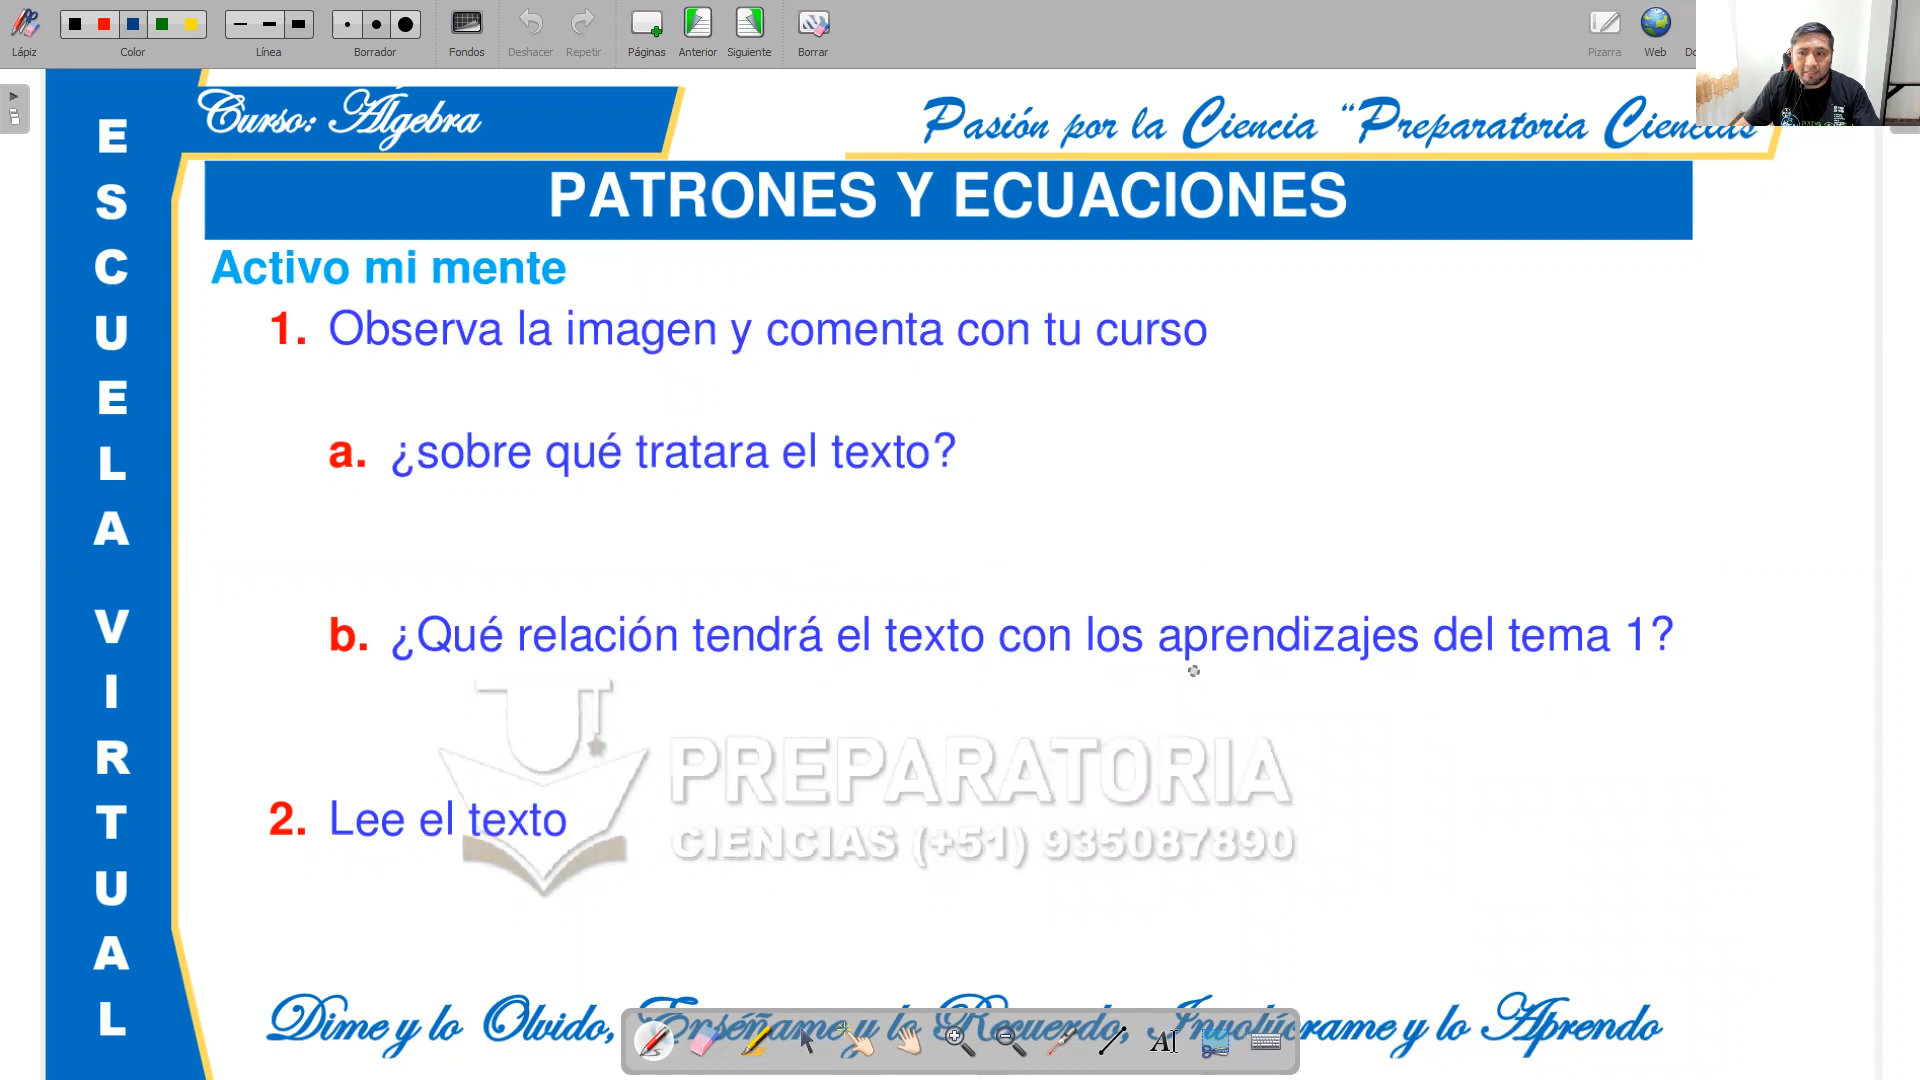 Lápiz
Color
Línea
Borrador
Fondos
Deshacer
Repetir
Páginas
Anterior
Siguiente
Borrar
Pizarra
Web
Curso: Álgebra
Pasión por la Ciencia “Preparatoria Ciencias
ESCUELA VIRTUAL
PATRONES Y ECUACIONES
Activo mi mente
1. Observa la imagen y comenta con tu curso
a. ¿sobre qué tratara el texto?
b. ¿Qué relación tendrá el texto con los aprendizajes del tema 1?
PREPARATORIA
CIENCIAS (+51) 935087890
2. Lee el texto
Dime y lo Olvido, Enséñame y lo Recuerdo, Involúcrame y lo Aprendo